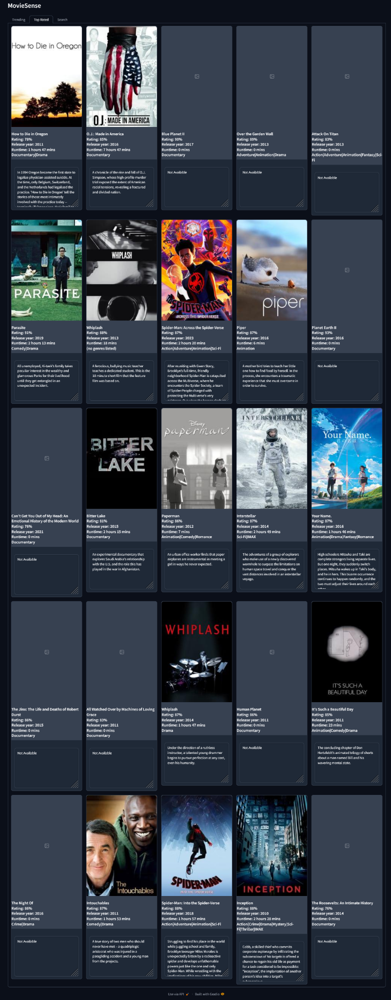 MovieSense
Trending
Top Rated
Search
How to Die in Oregon
How to Die in Oregon
Rating: 78%
Release year: 2011
Runtime: 1 hours 47 mins
Documentary|Drama
In 1994 Oregon became the first state to
legalize physician-assisted suicide. At
the time, only Belgium, Switzerland,
and the Netherlands had legalized the
practice. 'How to Die in Oregon' tell the
stories of those most intimately
involved with the practice today --
Hollywood
O.J.: MADE IN AMERICA
O.J.: Made in America
Rating: 85%
Release year: 2016
Runtime: 7 hours 47 mins
Documentary
A chronicle of the rise and fall of O.J.
Simpson, whose high-profile murder
trial exposed the extent of American
racial tensions, revealing a fractured
and divided nation.
Blue Planet II
Rating: 90%
Release year: 2017
Runtime: 0 mins
Documentary
Not Available
Over the Garden Wall
Rating: 89%
Release year: 2013
Runtime: 0 mins
Adventure|Animation|Drama
Not Available
Attack On Titan
Rating: 83%
Release year: 2013
Runtime: 0 mins
Action|Adventure|Animation|Fantasy|Sci-
Fi
Not Available
PARASITE
Parasite
Rating: 91%
Release year: 2019
Runtime: 2 hours 13 mins
Comedy|Drama
All unemployed, Ki-taek's family takes
peculiar interest in the wealthy and
glamorous Parks for their livelihood
until they get entangled in an
unexpected incident.
WHIPLASH
Whiplash
Rating: 88%
Release year: 2013
Runtime: 18 mins
(no genres listed)
A ferocious, bullying music teacher
teaches a dedicated student. This is the
18 minute short film that the feature
film was based on.
SPIDER-MAN
ACROSS THE SPIDER-VERSE
Spider-Man: Across the Spider-Verse
Rating: 87%
Release year: 2023
Runtime: 2 hours 20 mins
Action|Adventure|Animation|Sci-Fi
After reuniting with Gwen Stacy,
Brooklyn's full-time, friendly
neighborhood Spider-Man is catapulted
across the Multiverse, where he
encounters the Spider Society, a team
of Spider-People charged with
protecting the Multiverse's very
piper
Piper
Rating: 87%
Release year: 2016
Runtime: 6 mins
Animation
A mother bird tries to teach her little
one how to find food by herself. In the
process, she encounters a traumatic
experience that she must overcome in
order to survive.
Planet Earth II
Rating: 93%
Release year: 2016
Runtime: 0 mins
Documentary
Not Available
Can't Get You Out of My Head: An
Emotional History of the Modern World
Rating: 76%
Release year: 2021
Runtime: 0 mins
Documentary
Not Available
BITTER
LAKE
Bitter Lake
Rating: 81%
Release year: 2015
Runtime: 2 hours 15 mins
Documentary
An experimental documentary that
explores Saudi Arabia's relationship
with the U.S. and the role this has
played in the war in Afghanistan.
Disney
paperman
Paperman
Rating: 86%
Release year: 2012
Runtime: 7 mins
Animation|Comedy|Romance
An urban office worker finds that paper
airplanes are instrumental in meeting a
girl in ways he never expected.
INTERSTELLAR
Interstellar
Rating: 87%
Release year: 2014
Runtime: 2 hours 49 mins
Sci-Fi|IMAX
The adventures of a group of explorers
who make use of a newly discovered
wormhole to surpass the limitations on
human space travel and conquer the
vast distances involved in an interstellar
voyage.
Your Name.
君の名は
Your Name.
Rating: 87%
Release year: 2016
Runtime: 1 hours 46 mins
Animation|Drama|Fantasy|Romance
High schoolers Mitsuha and Taki are
complete strangers living separate lives.
But one night, they suddenly switch
places. Mitsuha wakes up in Taki's body,
and he in hers. This bizarre occurrence
continues to happen randomly, and the
two must adjust their lives around each
The Jinx: The Life and Deaths of Robert
Durst
Rating: 86%
Release year: 2015
Runtime: 0 mins
Documentary
Not Available
All Watched Over by Machines of Loving
Grace
Rating: 83%
Release year: 2011
Runtime: 0 mins
Documentary
Not Available
WHIPLASH
Whiplash
Rating: 87%
Release year: 2014
Runtime: 1 hours 47 mins
Drama
Under the direction of a ruthless
instructor, a talented young drummer
begins to pursue perfection at any cost,
even his humanity.
Human Planet
Rating: 86%
Release year: 2011
Runtime: 0 mins
Documentary
Not Available
IT'S SUCH A
BEAUTIFUL DAY
It's Such a Beautiful Day
Rating: 85%
Release year: 2011
Runtime: 23 mins
Animation|Comedy|Drama
The concluding chapter of Don
Hertzfeldt's animated trilogy of shorts
about a man named Bill and his
wavering mental state.
The Night Of
Rating: 86%
Release year: 2016
Runtime: 0 mins
Crime|Drama
Not Available
The
Intouchables
Intouchables
Rating: 87%
Release year: 2011
Runtime: 1 hours 53 mins
Comedy|Drama
A true story of two men who should
never have met – a quadriplegic
aristocrat who was injured in a
paragliding accident and a young man
from the projects.
SPIDER-MAN
INTO THE SPIDER-VERSE
Spider-Man: Into the Spider-Verse
Rating: 88%
Release year: 2018
Runtime: 1 hours 57 mins
Action|Adventure|Animation|Sci-Fi
Struggling to find his place in the world
while juggling school and family,
Brooklyn teenager Miles Morales is
unexpectedly bitten by a radioactive
spider and develops unfathomable
powers just like the one and only
Spider-Man. While wrestling with the
INCEPTION
Inception
Rating: 88%
Release year: 2010
Runtime: 2 hours 28 mins
Action|Crime|Drama|Mystery|Sci-
Fi|Thriller|IMAX
Cobb, a skilled thief who commits
corporate espionage by infiltrating the
subconscious of his targets is offered a
chance to regain his old life as payment
for a task considered to be impossible:
"inception", the implantation of another
person's idea into a target's
The Roosevelts: An Intimate History
Rating: 76%
Release year: 2014
Runtime: 0 mins
Documentary
Not Available
Use via API
·
Built with Gradio